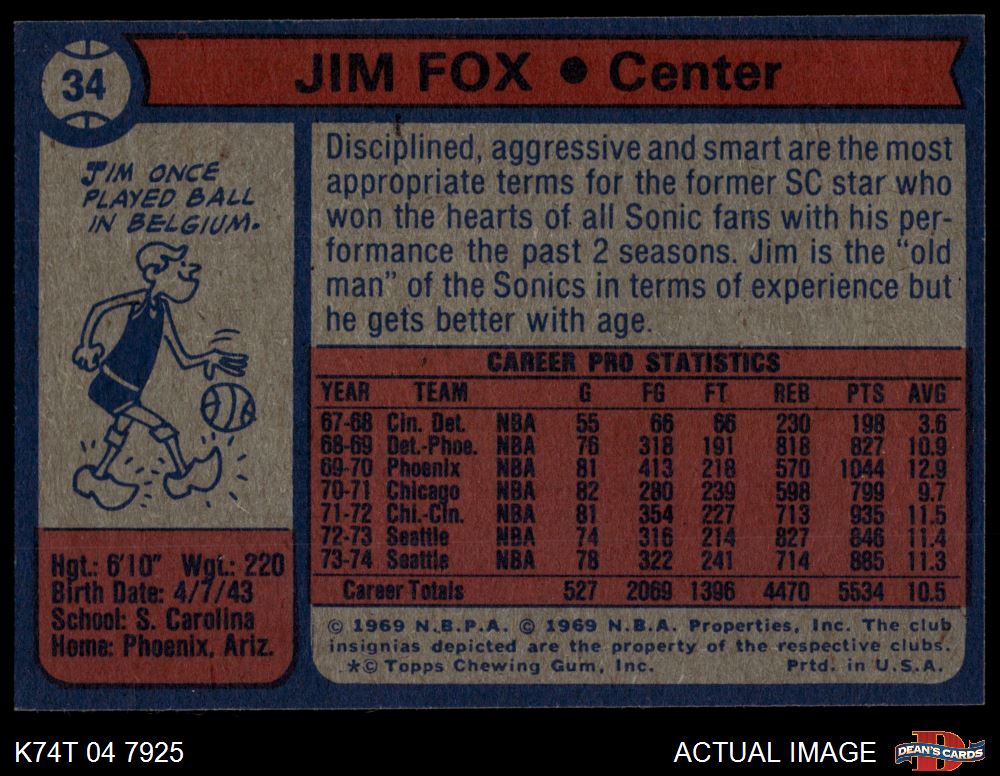 34
JIM FOX • Center
JIM ONCE
PLAYED BALL
IN BELGIUM.
Disciplined, aggressive and smart are the most
appropriate terms for the former SC star who
won the hearts of all Sonic fans with his per-
formance the past 2 seasons. Jim is the "old
man" of the Sonics in terms of experience but
he gets better with age.
CAREER PRO STATISTICS
YEAR TEAM G FG FT REB PTS AVG
67-68 Cin. Det. NBA 55 66 66 230 198 3.6
68-69 Det.-Phoe. NBA 76 318 191 818 827 10.9
69-70 Phoenix NBA 81 413 218 570 1044 12.9
70-71 Chicago NBA 82 280 239 598 799 9.7
71-72 Chi.-Cin. NBA 81 354 227 713 935 11.5
72-73 Seattle NBA 74 316 214 827 846 11.4
73-74 Seattle NBA 78 322 241 714 885 11.3
Career Totals 527 2069 1396 4470 5534 10.5
Hgt.: 6'10" Wgt.: 220
Birth Date: 4/7/43
School: S. Carolina
Home: Phoenix, Ariz.
© 1969 N.B.P.A. © 1969 N.B.A. Properties, Inc. The club
insignias depicted are the property of the respective clubs.
*© Topps Chewing Gum, Inc. Prtd. in U.S.A.
K74T 04 7925
ACTUAL IMAGE
D
DEAN'S CARDS